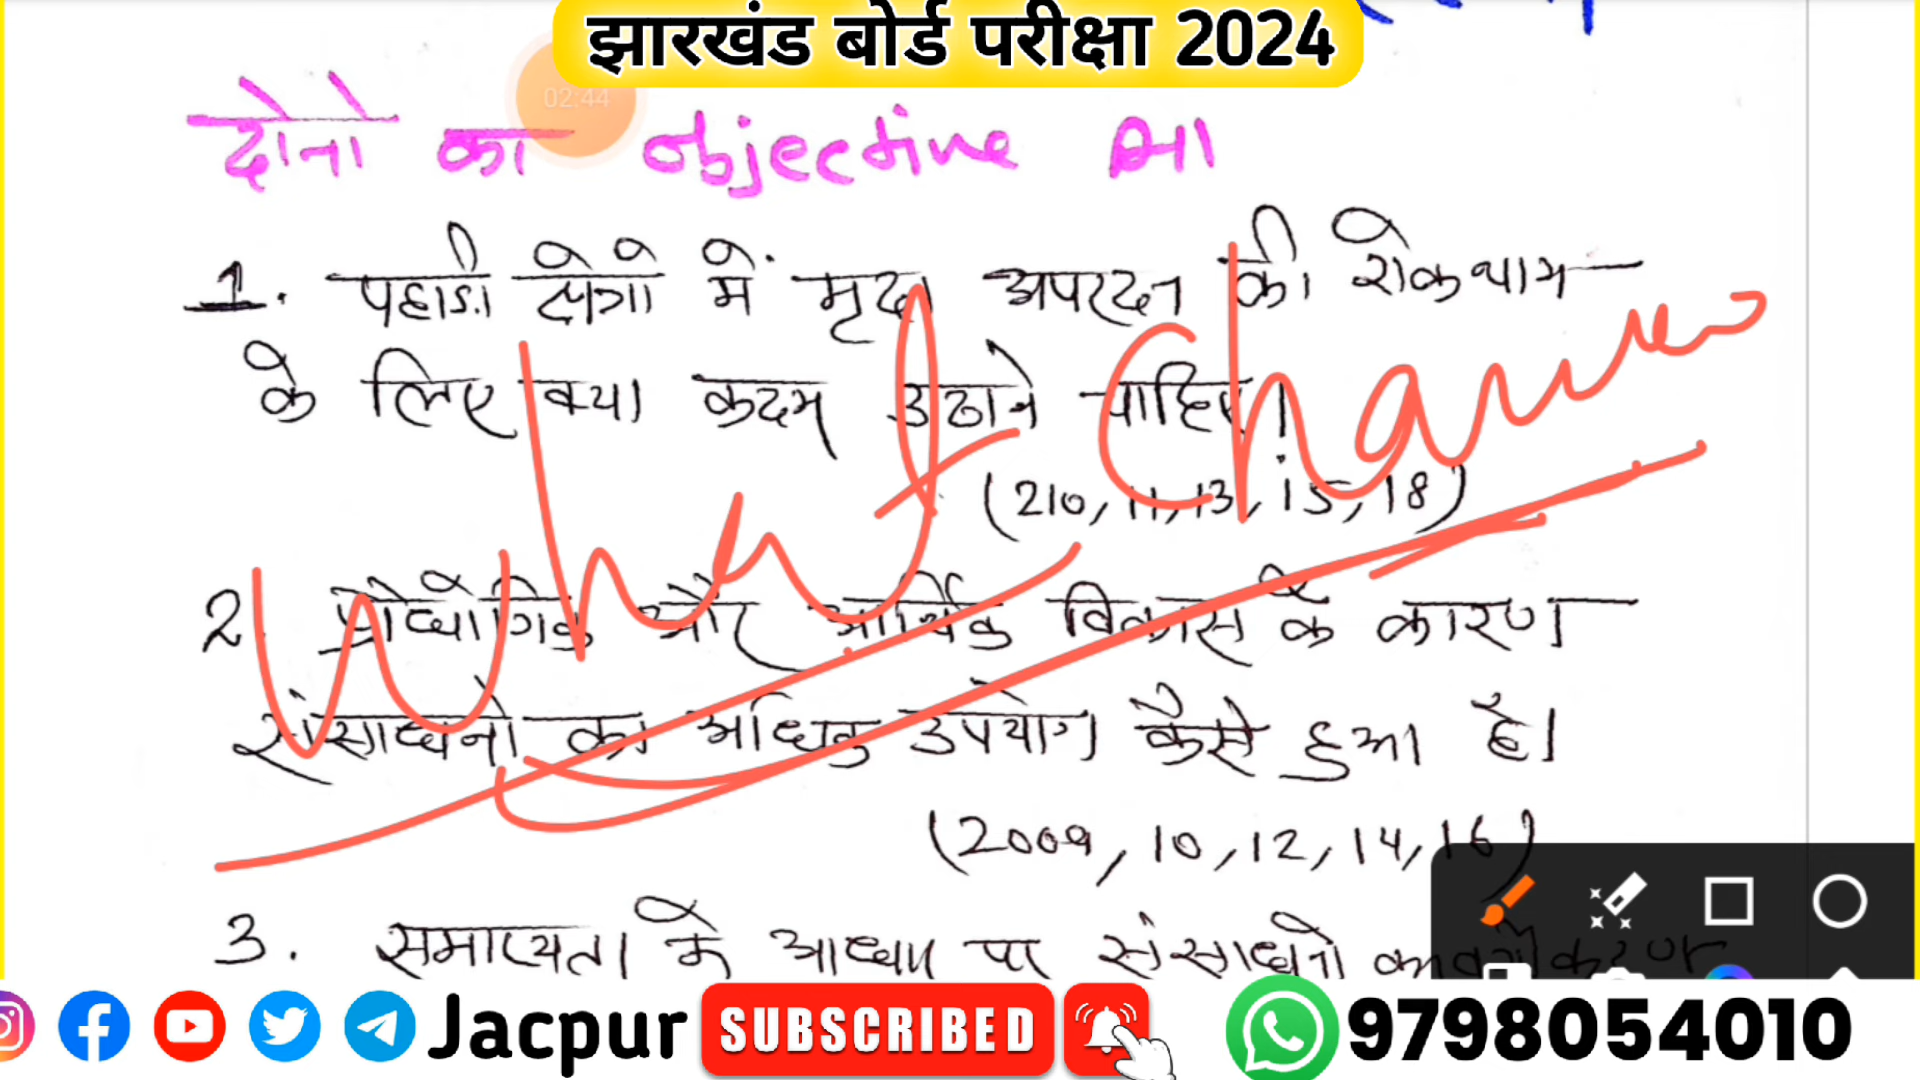 झारखंड बोर्ड परीक्षा 2024
02:44
दोनो का objective भी
1. पहाडी क्षेत्रो में मृदा अपरदन की रोकथाम
के लिए क्या कदम उठाने चाहिए।
(210, 11, 13, 15, 18)
What
2. प्रौद्योगिक और आर्थिक विकास के कारण
संसाधनो का अधिक उपयोग कैसे हुआ है।
(2009, 10, 12, 14, 16)
3. समाप्यता के आधार पर संसाधनो का वर्गीकरण
Jacpur SUBSCRIBED 9798054010